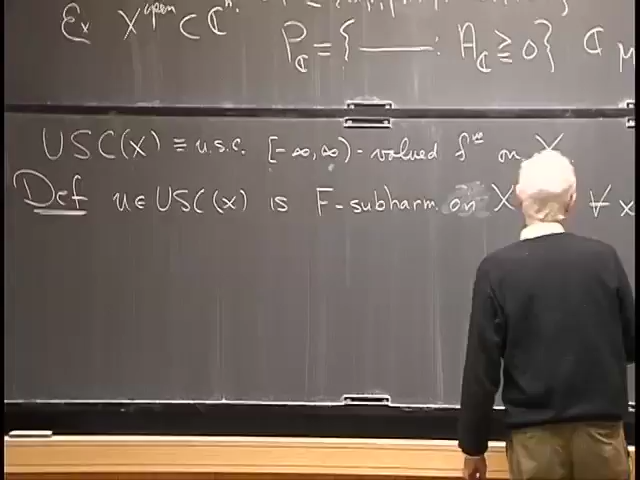 Ex X^open ⊂ ℂ^n.
P_ℂ = { ——— : A_ℂ ≥ 0 } ℂ
USC(X) ≡ u.s.c. [-∞, ∞)-valued f^ns on X
Def u ∈ USC(X) is F-subharm. on X ∀ x